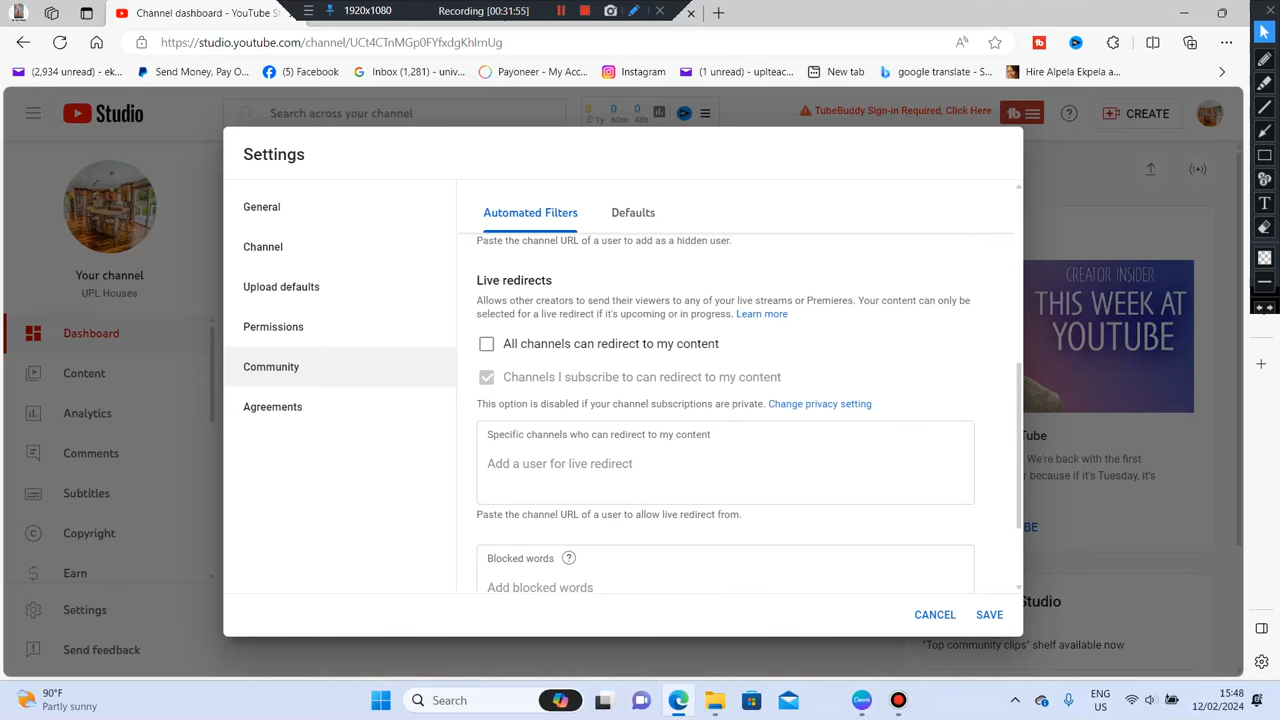 1920x1080
Recording [00:31:55]
Channel dashboard - YouTube St
https://studio.youtube.com/channel/UCt4CTnMGp0FYfxdgKhlrnUg
(2,934 unread) - ek...
Send Money, Pay O...
(5) Facebook
Inbox (1,281) - univ...
Payoneer - My Acc...
Instagram
(1 unread) - uplteac...
New tab
google translate - S...
Hire Alpela Ekpela a...
Studio
Search across your channel
0 0 0
1y 60m 48h
TubeBuddy Sign-in Required, Click Here
CREATE
Settings
General
Channel
Upload defaults
Permissions
Community
Agreements
Automated Filters
Defaults
Paste the channel URL of a user to add as a hidden user.
Live redirects
Allows other creators to send their viewers to any of your live streams or Premieres. Your content can only be
selected for a live redirect if it's upcoming or in progress. Learn more
All channels can redirect to my content
Channels I subscribe to can redirect to my content
This option is disabled if your channel subscriptions are private. Change privacy setting
Specific channels who can redirect to my content
Add a user for live redirect
Paste the channel URL of a user to allow live redirect from.
Blocked words
Add blocked words
CANCEL
SAVE
Your channel
UPL Houses
Dashboard
Content
Analytics
Comments
Subtitles
Copyright
Earn
Settings
Send feedback
CREATOR INSIDER
THIS WEEK AT
YOUTUBE
Tube
We're back with the first
because if it's Tuesday, it's
BE
Studio
"Top community clips" shelf available now
90°F
Partly sunny
Search
ENG
US
15:48
12/02/2024